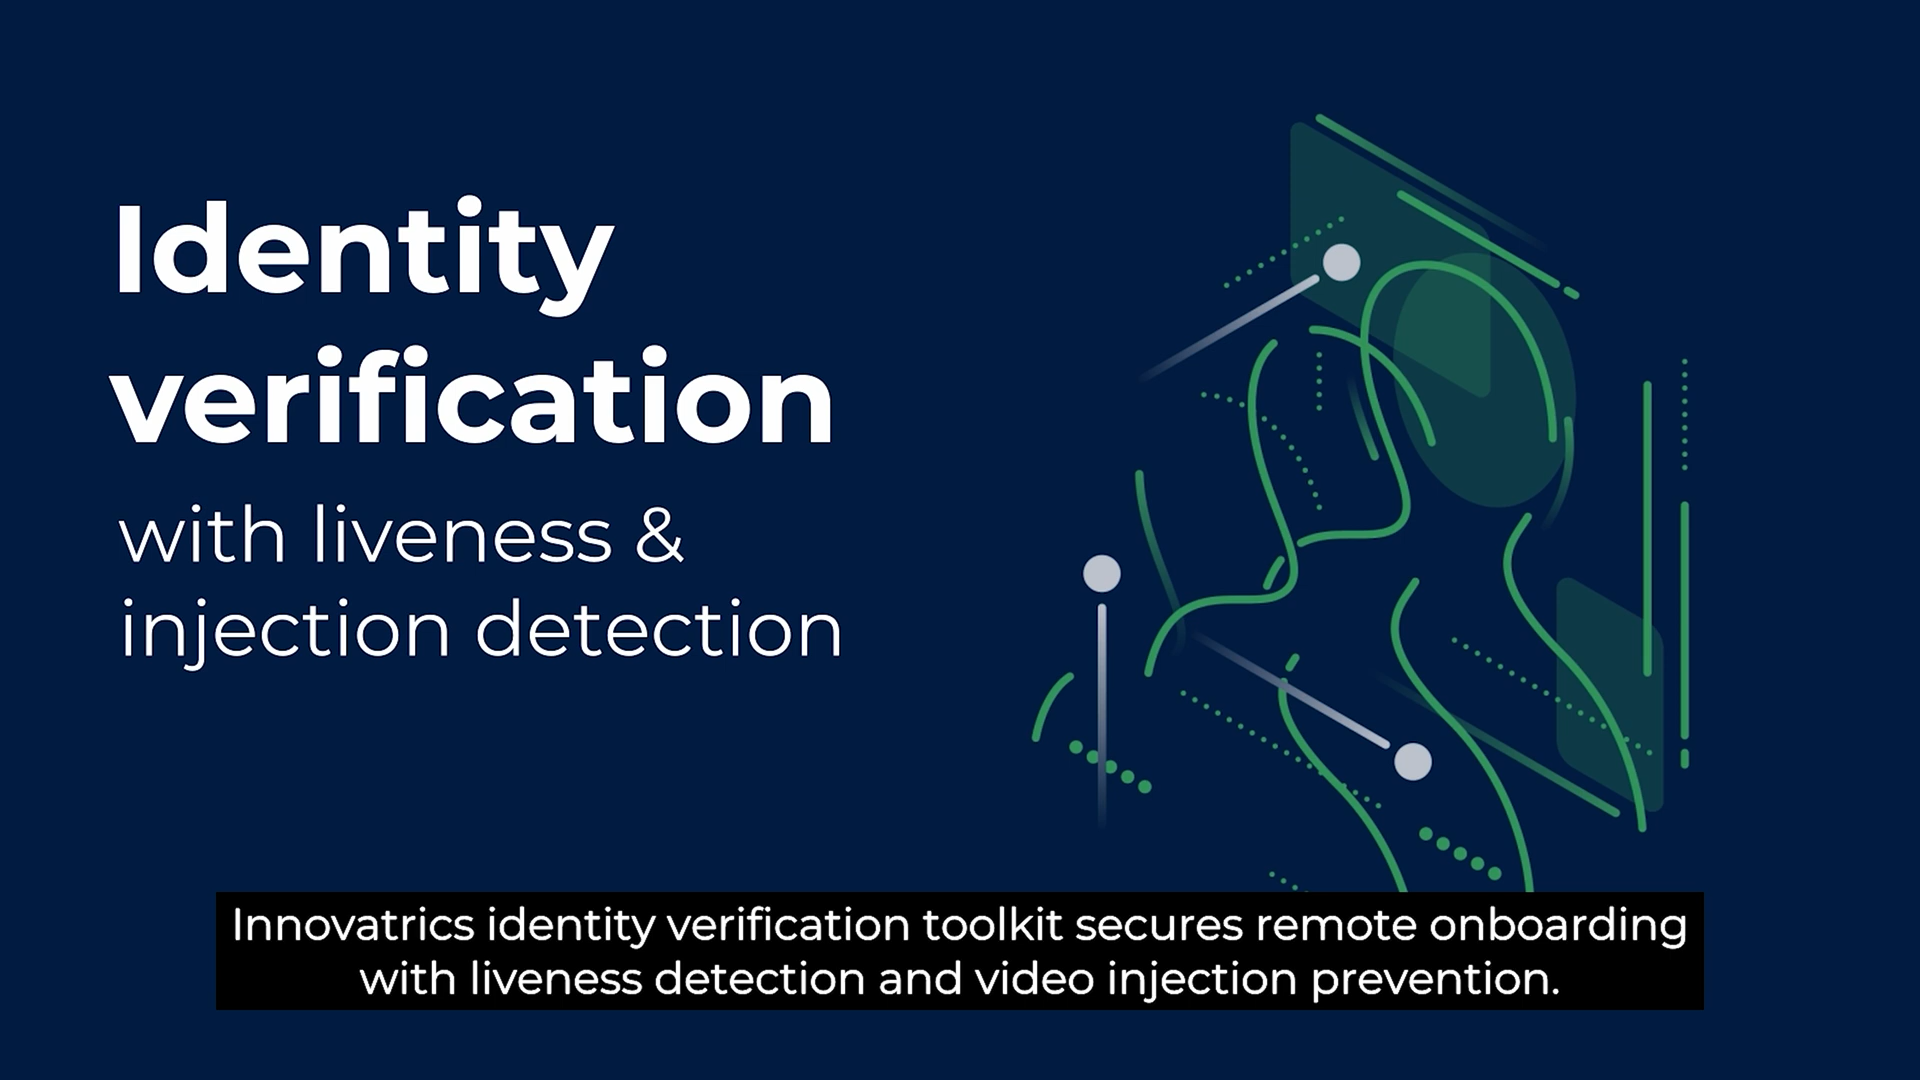 Identity
verification
with liveness &
injection detection
Innovatrics identity verification toolkit secures remote onboarding
with liveness detection and video injection prevention.